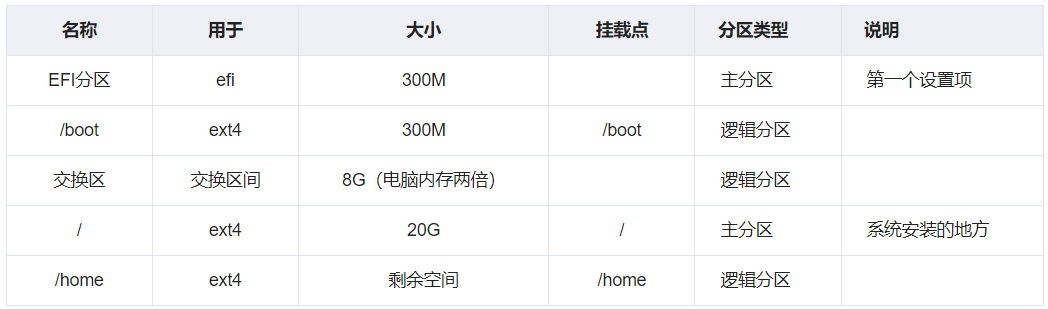 名称 用于 大小 挂载点 分区类型 说明
EFI分区 efi 300M 主分区 第一个设置项
/boot ext4 300M /boot 逻辑分区
交换区 交换区间 8G（电脑内存两倍） 逻辑分区
/ ext4 20G / 主分区 系统安装的地方
/home ext4 剩余空间 /home 逻辑分区